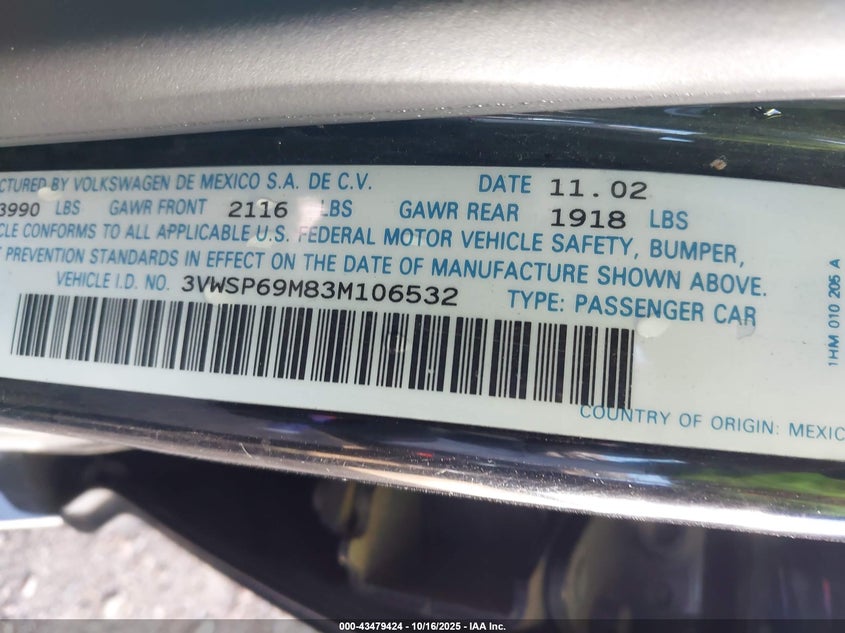 CTURED BY VOLKSWAGEN DE MEXICO S.A. DE C.V. DATE 11.02
3990 LBS GAWR FRONT 2116 LBS GAWR REAR 1918 LBS
CLE CONFORMS TO ALL APPLICABLE U.S. FEDERAL MOTOR VEHICLE SAFETY, BUMPER,
T PREVENTION STANDARDS IN EFFECT ON THE DATE OF MANUFACTURE SHOWN ABOVE.
VEHICLE I.D. NO. 3VWSP69M83M106532 TYPE: PASSENGER CAR
COUNTRY OF ORIGIN: MEXIC
1HM 010 205 A
000-43479424 | 10/16/2025 - IAA Inc.